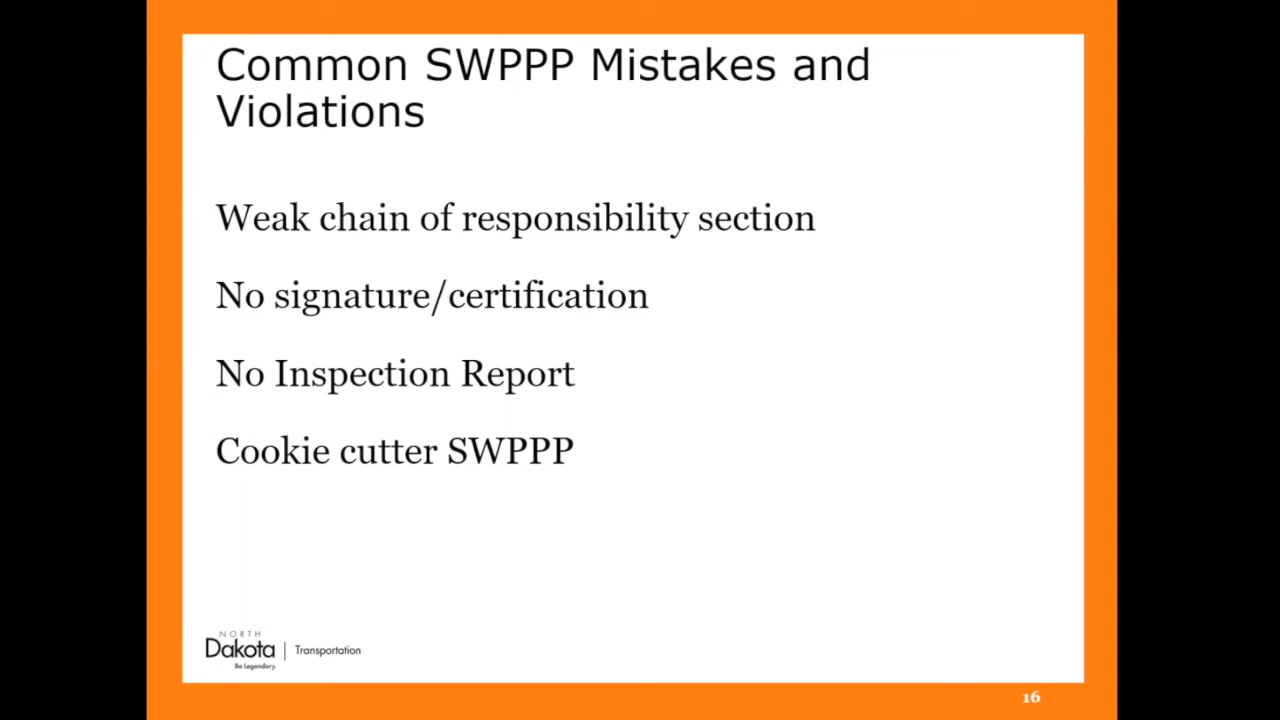 Common SWPPP Mistakes and
Violations
Weak chain of responsibility section
No signature/certification
No Inspection Report
Cookie cutter SWPPP
NORTH
Dakota | Transportation
Be Legendary.
16